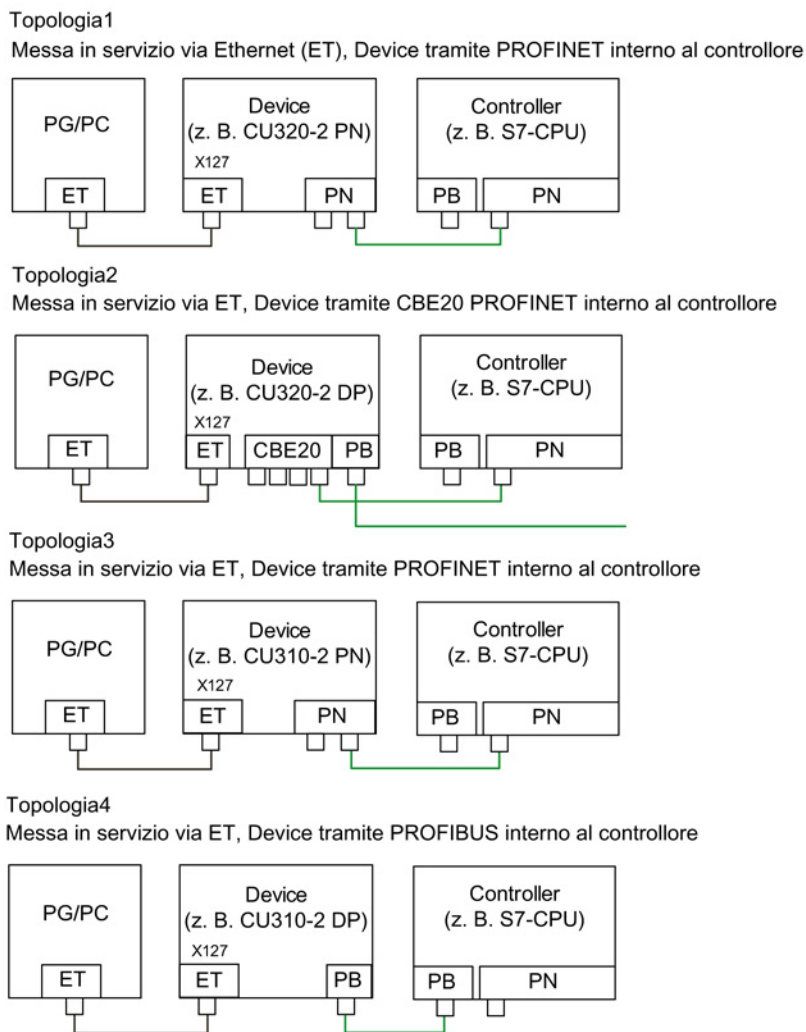 Topologia1
Messa in servizio via Ethernet (ET), Device tramite PROFINET interno al controllore
PG/PC
Device
(z. B. CU320-2 PN)
X127
Controller
(z. B. S7-CPU)
ET
ET
PN
PB
PN
Topologia2
Messa in servizio via ET, Device tramite CBE20 PROFINET interno al controllore
PG/PC
Device
(z. B. CU320-2 DP)
X127
Controller
(z. B. S7-CPU)
ET
ET
CBE20
PB
PB
PN
Topologia3
Messa in servizio via ET, Device tramite PROFINET interno al controllore
PG/PC
Device
(z. B. CU310-2 PN)
X127
Controller
(z. B. S7-CPU)
ET
ET
PN
PB
PN
Topologia4
Messa in servizio via ET, Device tramite PROFIBUS interno al controllore
PG/PC
Device
(z. B. CU310-2 DP)
X127
Controller
(z. B. S7-CPU)
ET
ET
PB
PB
PN